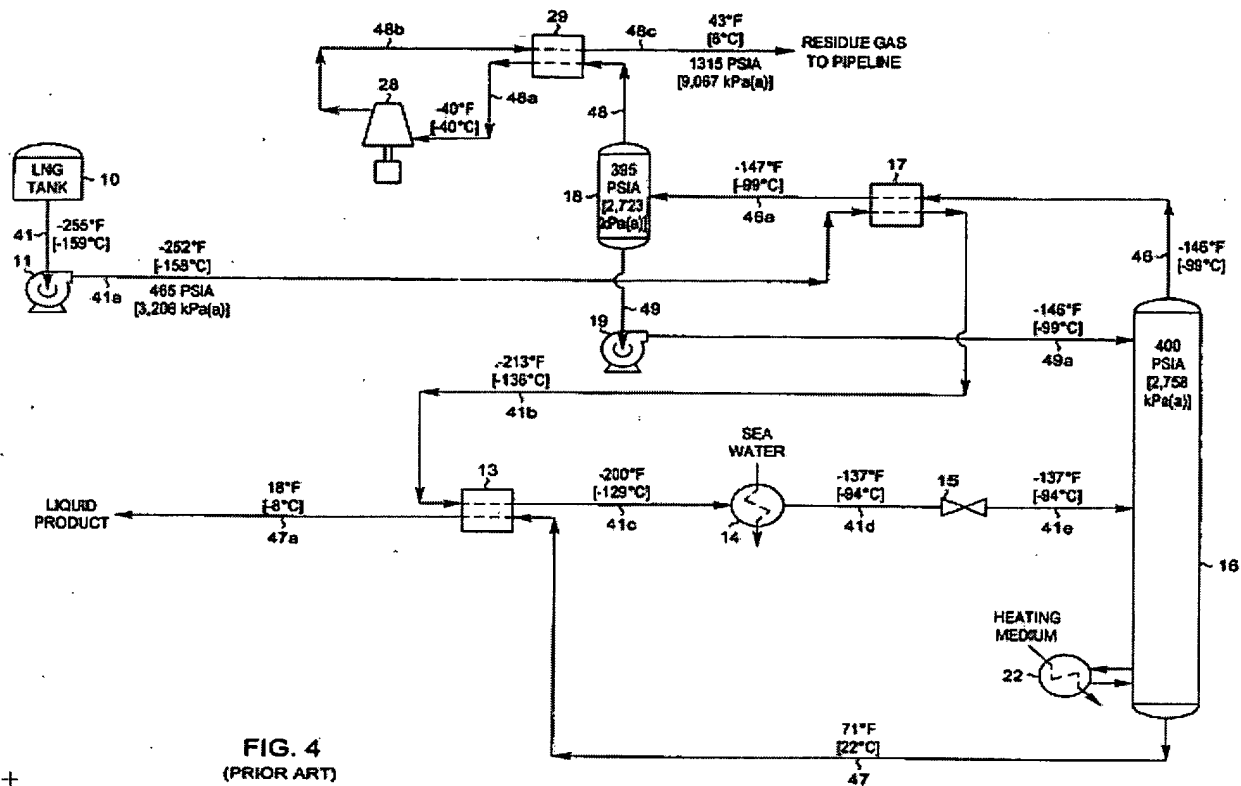 29
43°F
[6°C]
48b
48c
RESIDUE GAS
TO PIPELINE
1315 PSIA
[9,067 kPa(a)]
28
48a
48
-40°F
[-40°C]
LNG
TANK
10
395
PSIA
[2,723
kPa(a)]
18
-147°F
[-99°C]
46a
17
41
-255°F
[-159°C]
11
-252°F
[-158°C]
41a
465 PSIA
[3,206 kPa(a)]
46
-146°F
[-99°C]
49
19
-146°F
[-99°C]
49a
400
PSIA
[2,758
kPa(a)]
-213°F
[-136°C]
41b
SEA
WATER
13
-200°F
[-129°C]
41c
14
-137°F
[-94°C]
41d
15
-137°F
[-94°C]
41e
LIQUID
PRODUCT
18°F
[-8°C]
47a
16
HEATING
MEDIUM
22
71°F
[22°C]
47
FIG. 4
(PRIOR ART)